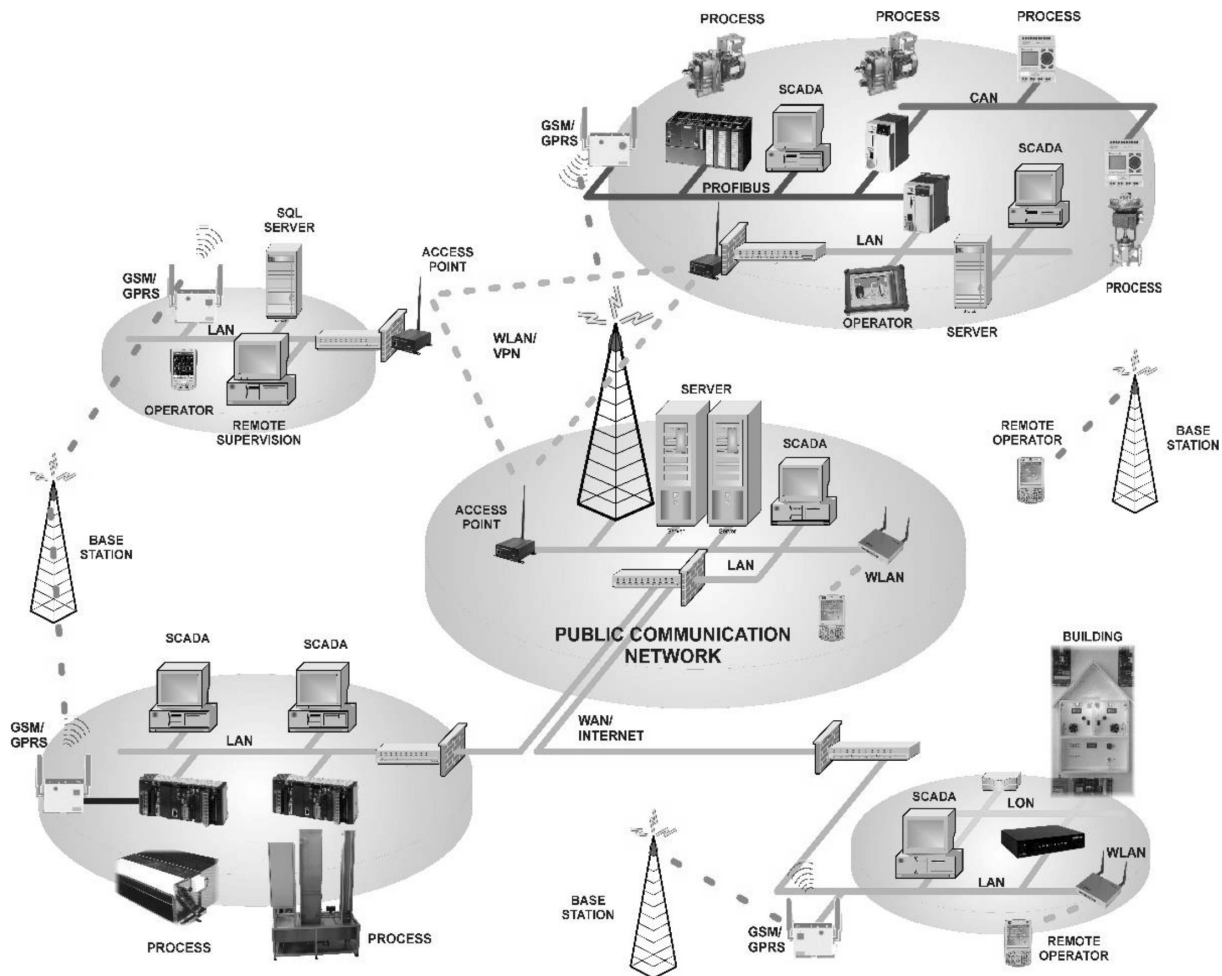 PROCESS
PROCESS
PROCESS
SCADA
CAN
GSM/
GPRS
SCADA
PROFIBUS
SQL
SERVER
ACCESS
POINT
LAN
GSM/
GPRS
PROCESS
OPERATOR
SERVER
LAN
WLAN/
VPN
OPERATOR
REMOTE
SUPERVISION
SERVER
SCADA
REMOTE
OPERATOR
BASE
STATION
ACCESS
POINT
Server
Server
BASE
STATION
LAN
WLAN
PUBLIC COMMUNICATION
NETWORK
SCADA
SCADA
BUILDING
GSM/
GPRS
LAN
WAN/
INTERNET
SCADA
LON
WLAN
LAN
BASE
STATION
GSM/
GPRS
REMOTE
OPERATOR
PROCESS
PROCESS